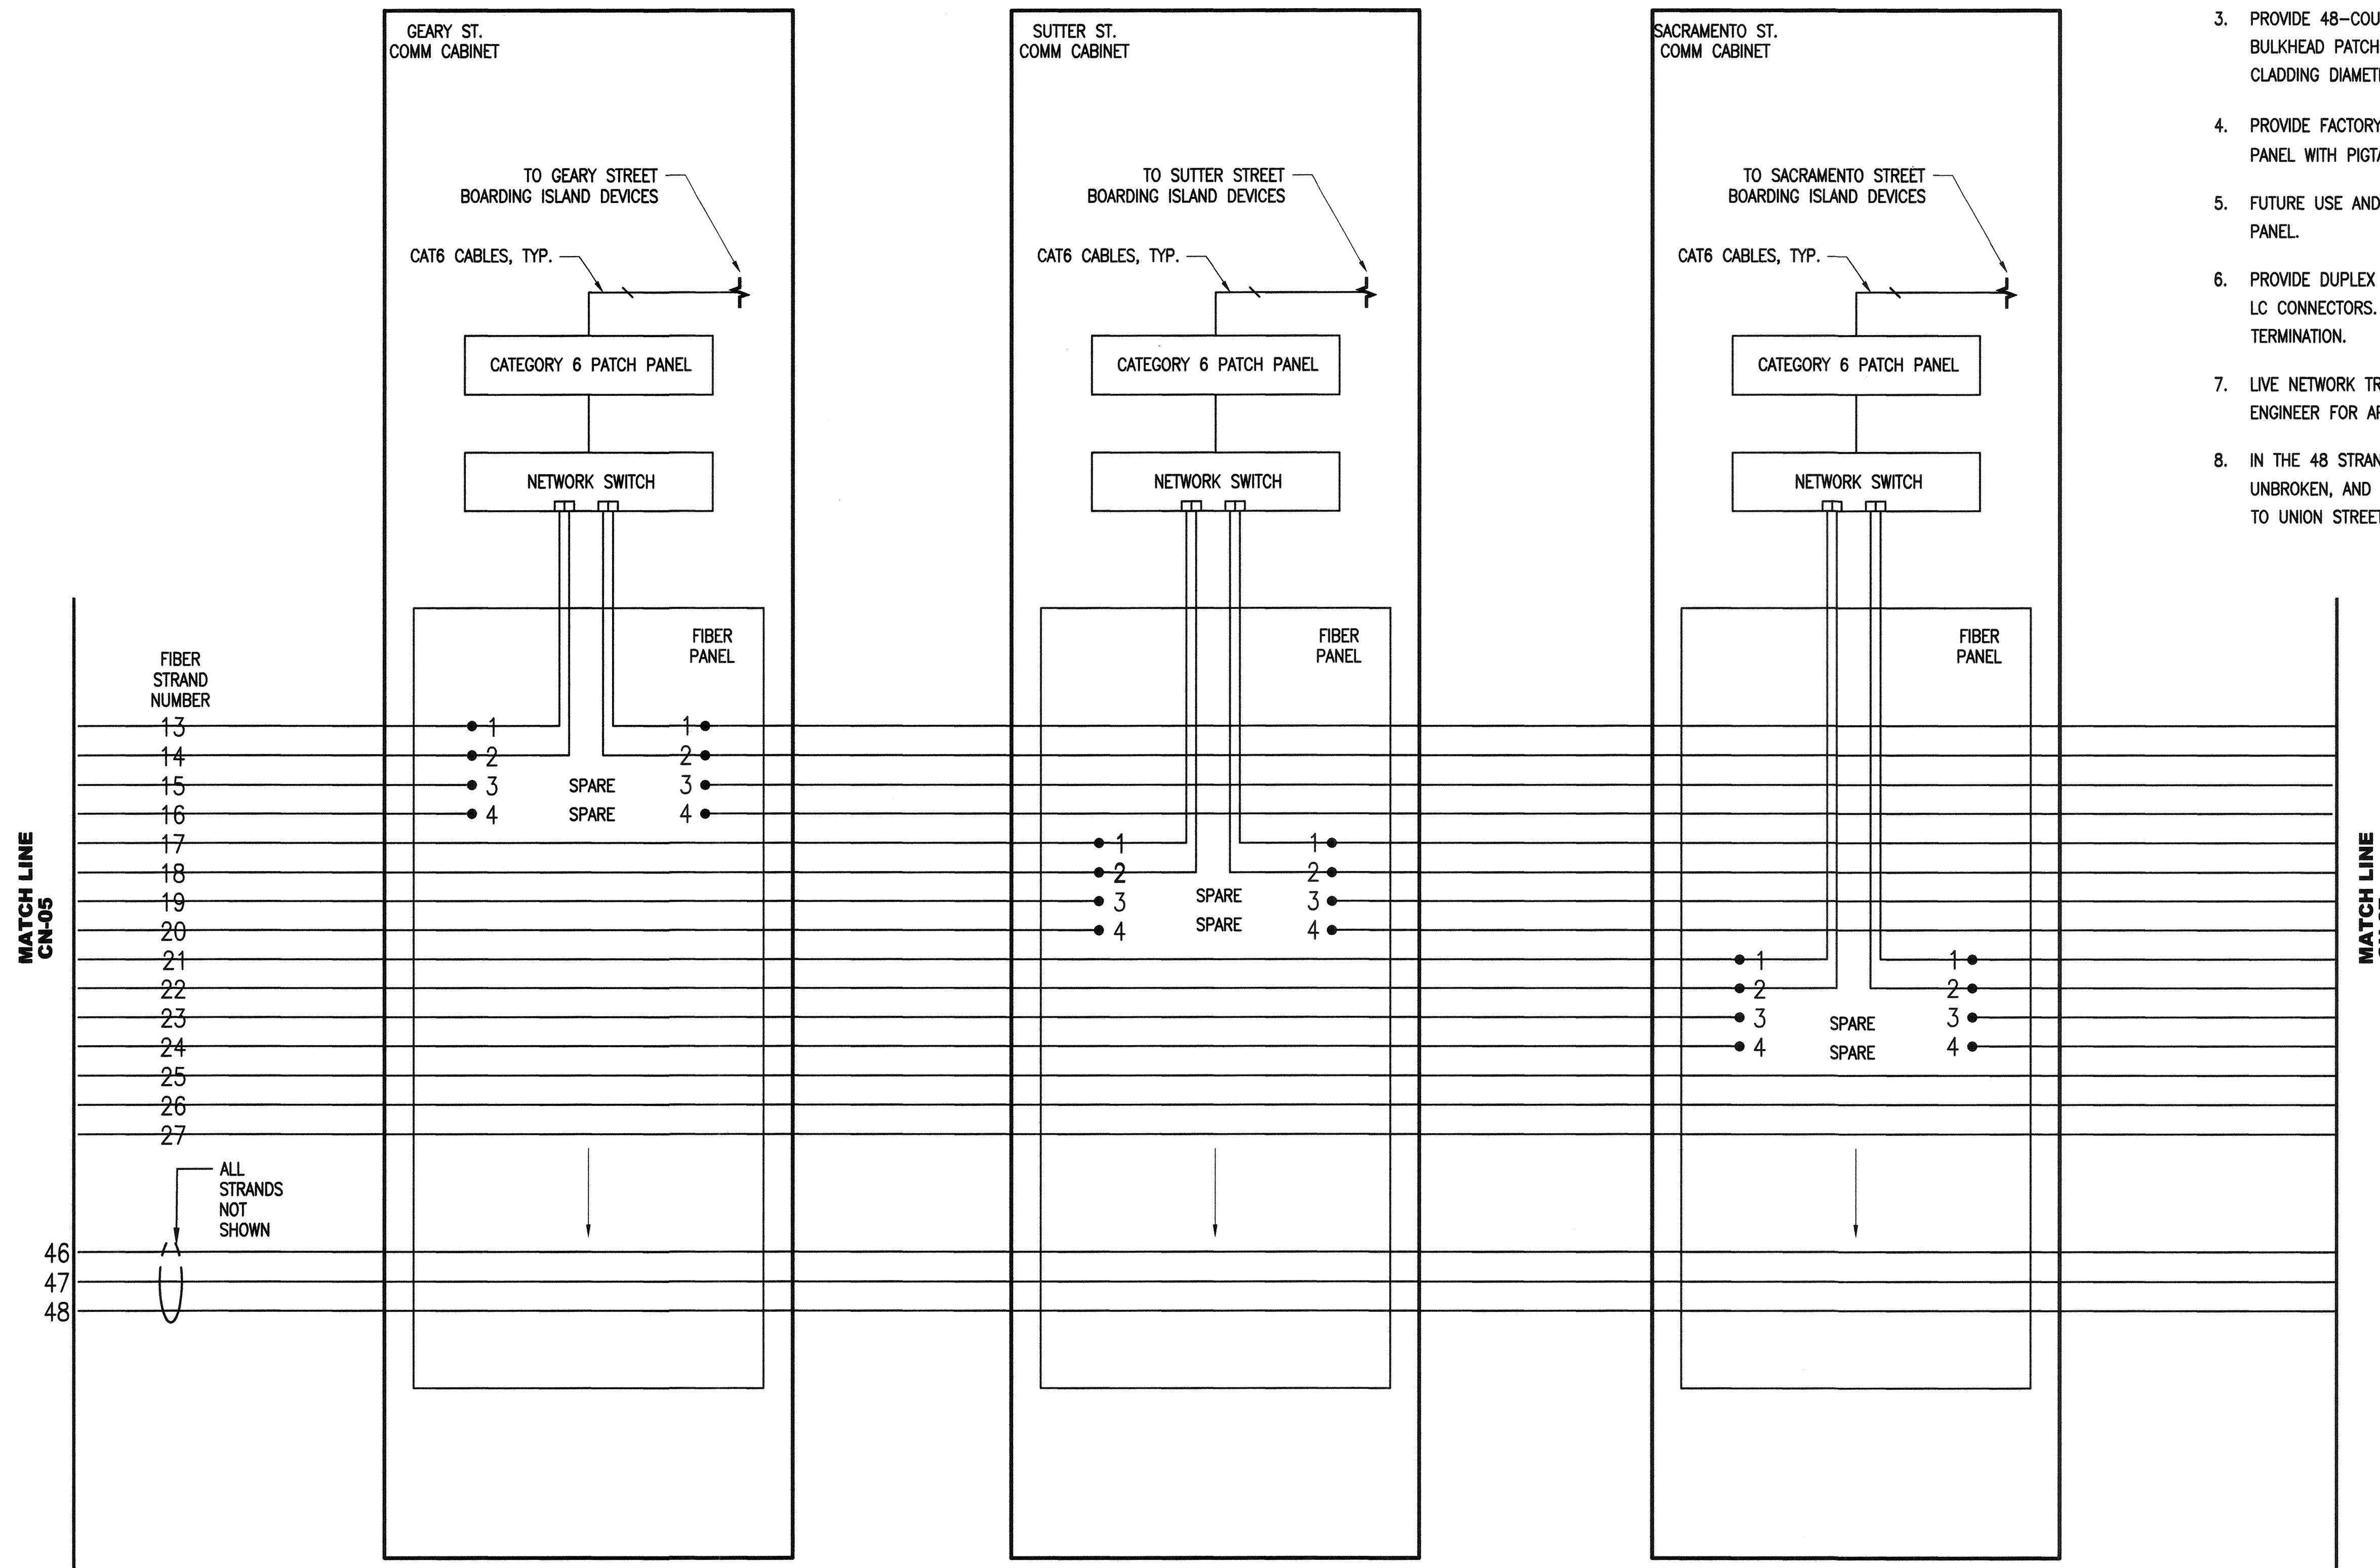 GEARY ST.
COMM CABINET
TO GEARY STREET
BOARDING ISLAND DEVICES
CAT6 CABLES, TYP.
CATEGORY 6 PATCH PANEL
NETWORK SWITCH
FIBER
PANEL
1
2
3
4
SPARE
SPARE
1
2
3
4
SUTTER ST.
COMM CABINET
TO SUTTER STREET
BOARDING ISLAND DEVICES
CAT6 CABLES, TYP.
CATEGORY 6 PATCH PANEL
NETWORK SWITCH
FIBER
PANEL
1
2
3
4
SPARE
SPARE
1
2
3
4
SACRAMENTO ST.
COMM CABINET
TO SACRAMENTO STREET
BOARDING ISLAND DEVICES
CAT6 CABLES, TYP.
CATEGORY 6 PATCH PANEL
NETWORK SWITCH
FIBER
PANEL
1
2
3
4
SPARE
SPARE
1
2
3
4
3. PROVIDE 48-COU
BULKHEAD PATCH
CLADDING
4. PROVIDE FACTORY
PANEL WITH
5. FUTURE USE AND
PANEL.
6. PROVIDE DUPLEX
LC CONNECTORS.
TERMINATION.
7. LIVE NETWORK
ENGINEER FOR
8. IN THE 48
UNBROKEN, AND
TO UNION STREET
FIBER
STRAND
NUMBER
13
14
15
16
17
18
19
20
21
22
23
24
25
26
27
ALL
STRANDS
NOT
SHOWN
46
47
48
MATCH LINE
CN-05
MATCH LINE